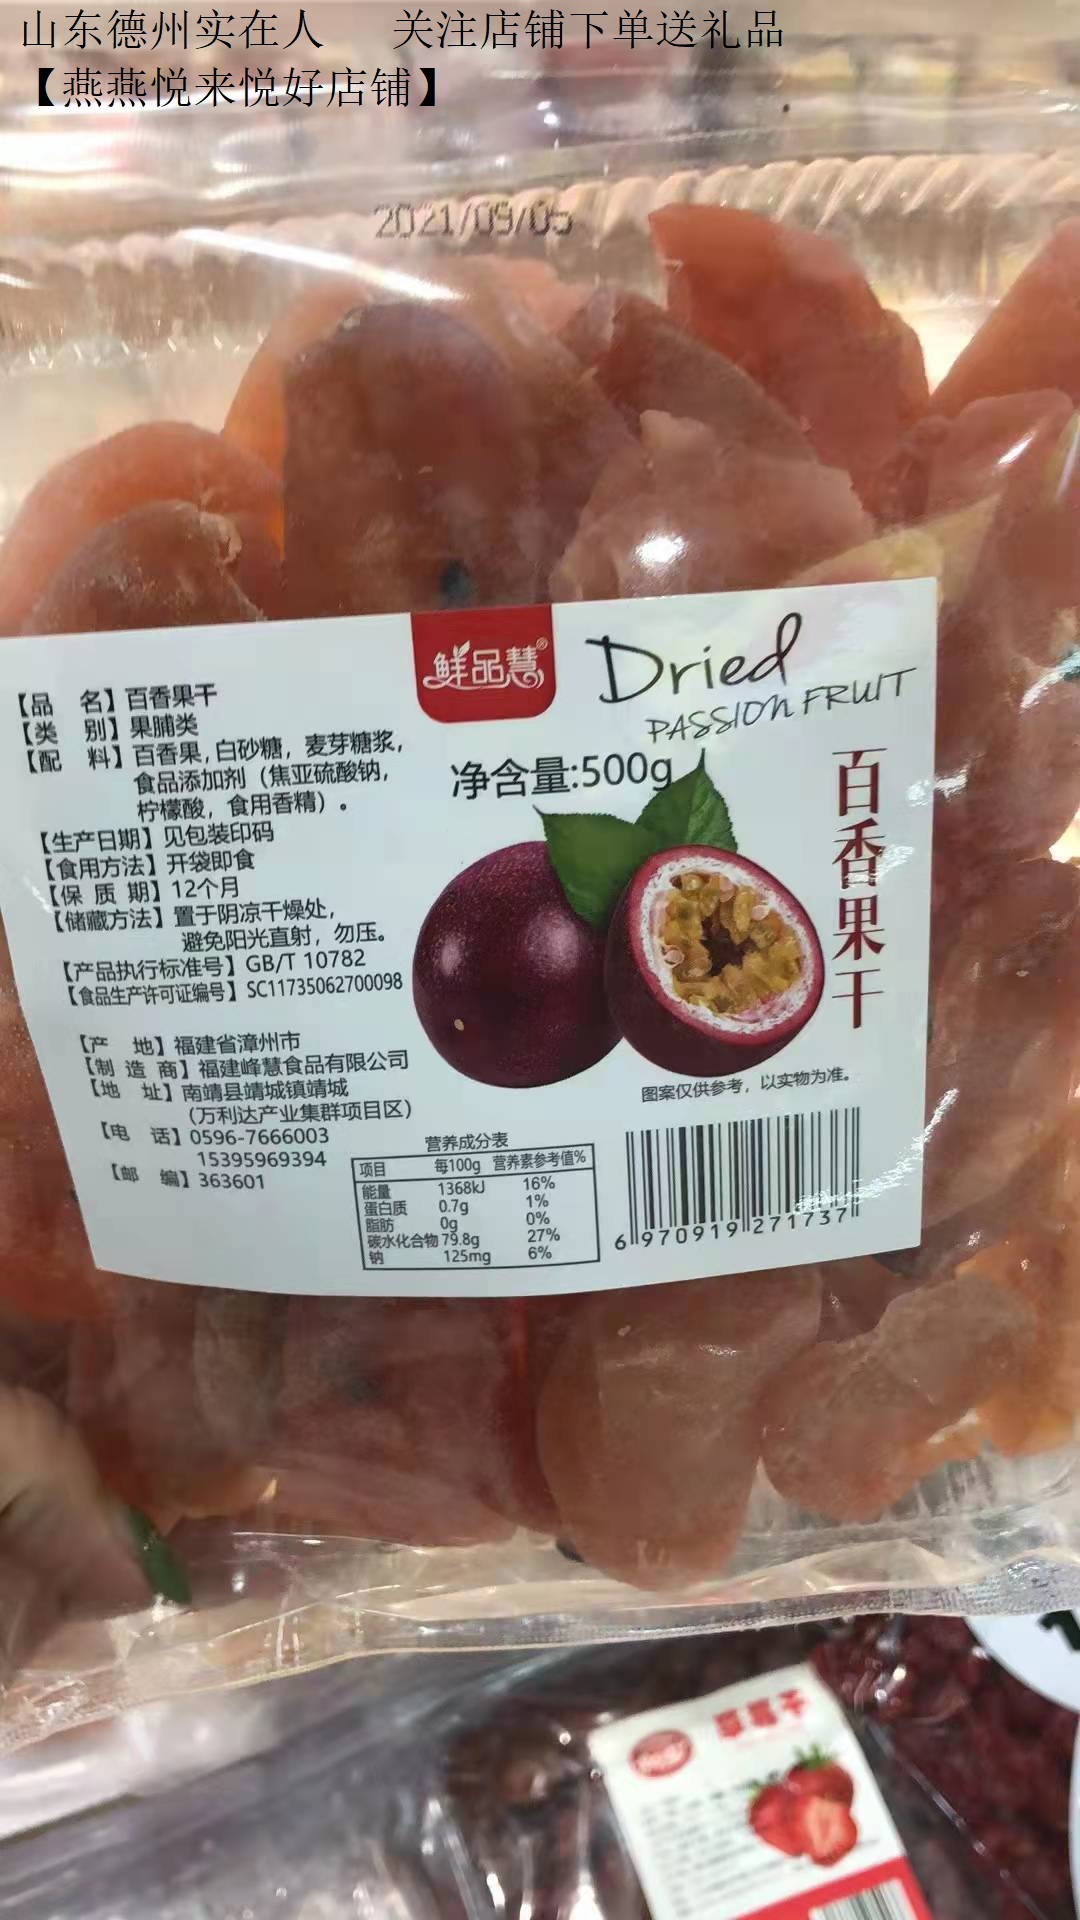 山东德州实在人 关注店铺下单送礼品
【燕燕悦来悦好店铺】
2021/09/05
鲜品慧®
Dried
PASSION FRUIT
百香果干
净含量:500g
【品 名】百香果干
【类 别】果脯类
【配 料】百香果,白砂糖,麦芽糖浆,
食品添加剂（焦亚硫酸钠,
柠檬酸，食用香精）。
【生产日期】见包装印码
【食用方法】开袋即食
【保 质 期】12个月
【储藏方法】置于阴凉干燥处,
避免阳光直射，勿压。
【产品执行标准号】GB/T 10782
【食品生产许可证编号】SC11735062700098
【产 地】福建省漳州市
【制 造 商】福建峰慧食品有限公司
【地 址】南靖县靖城镇靖城
（万利达产业集群项目区）
【电 话】0596-7666003
15395969394
【邮 编】363601
图案仅供参考，以实物为准。
营养成分表
项目 每100g 营养素参考值%
能量 1368kJ 16%
蛋白质 0.7g 1%
脂肪 0g 0%
碳水化合物 79.8g 27%
钠 125mg 6%
6 970919 271737
草莓干